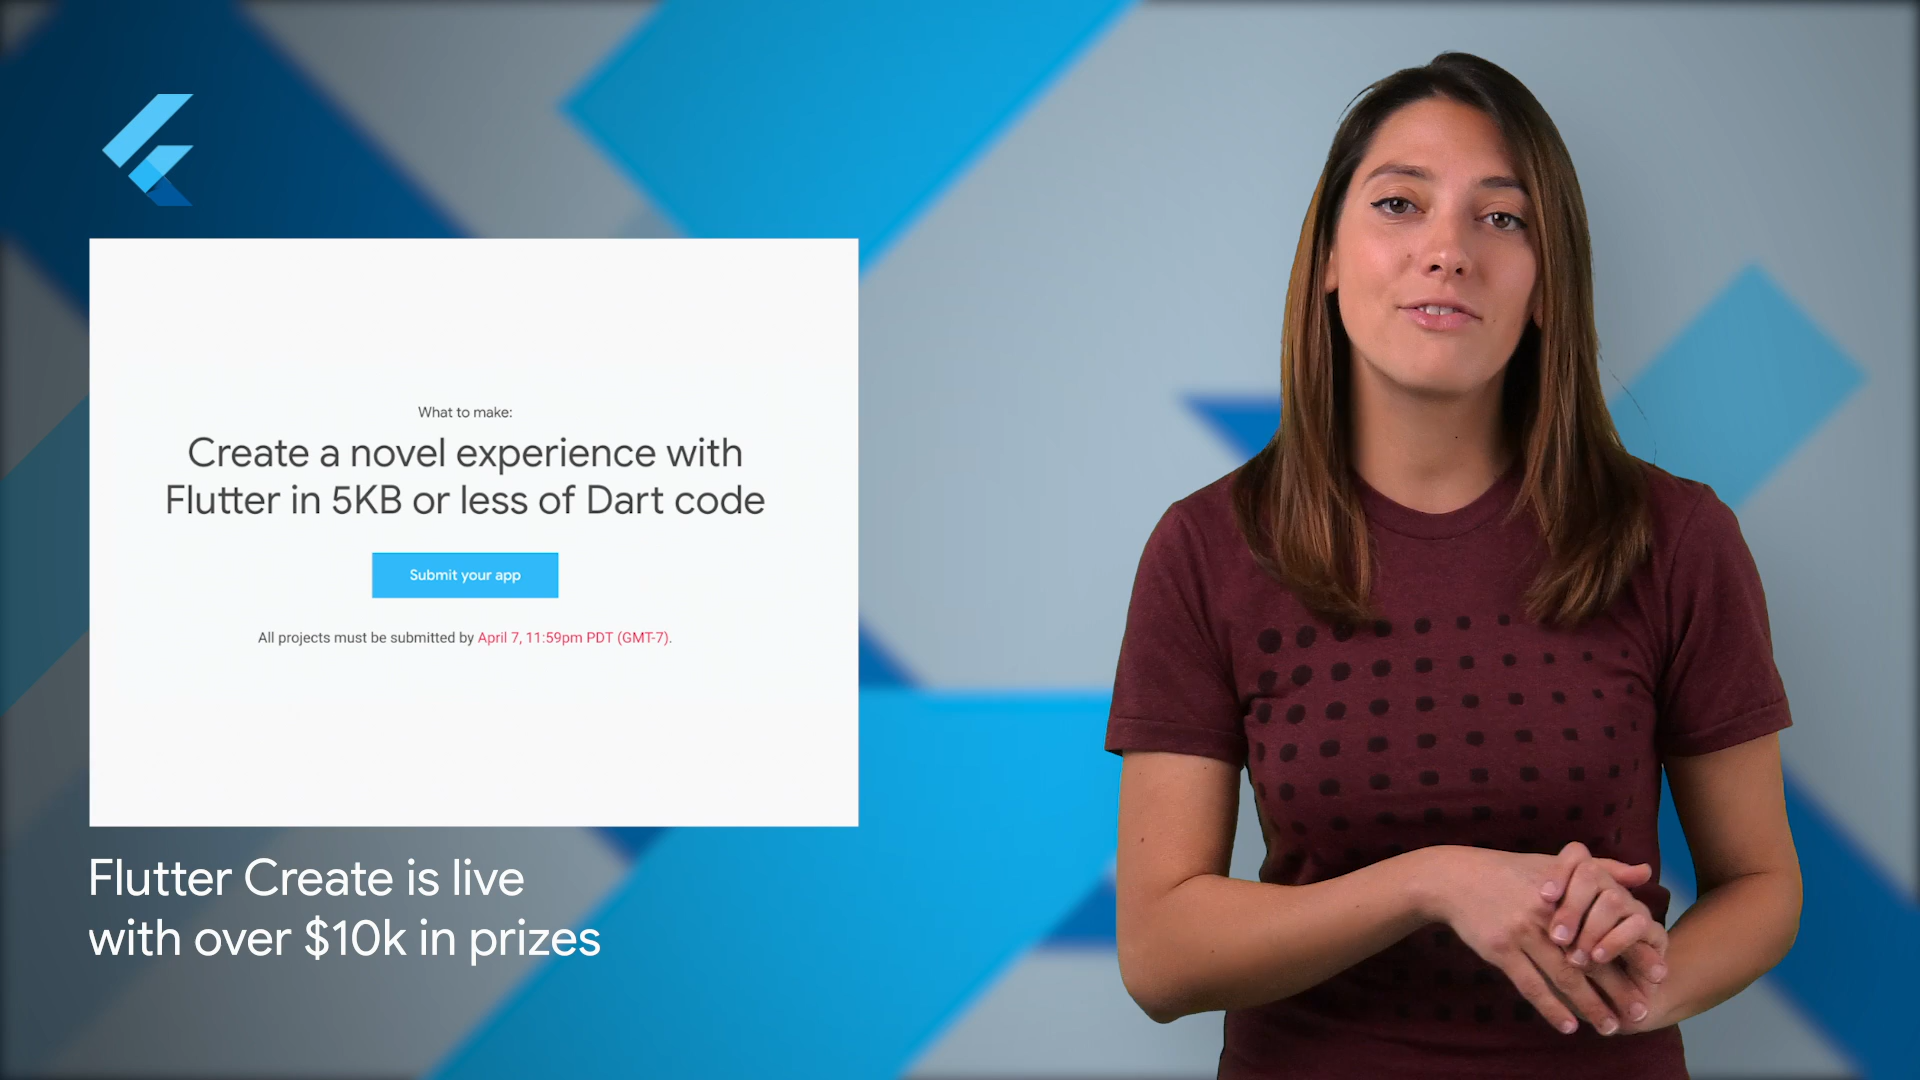 What to make:
Create a novel experience with
Flutter in 5KB or less of Dart code
Submit your app
All projects must be submitted by April 7, 11:59pm PDT (GMT-7).
Flutter Create is live
with over $10k in prizes